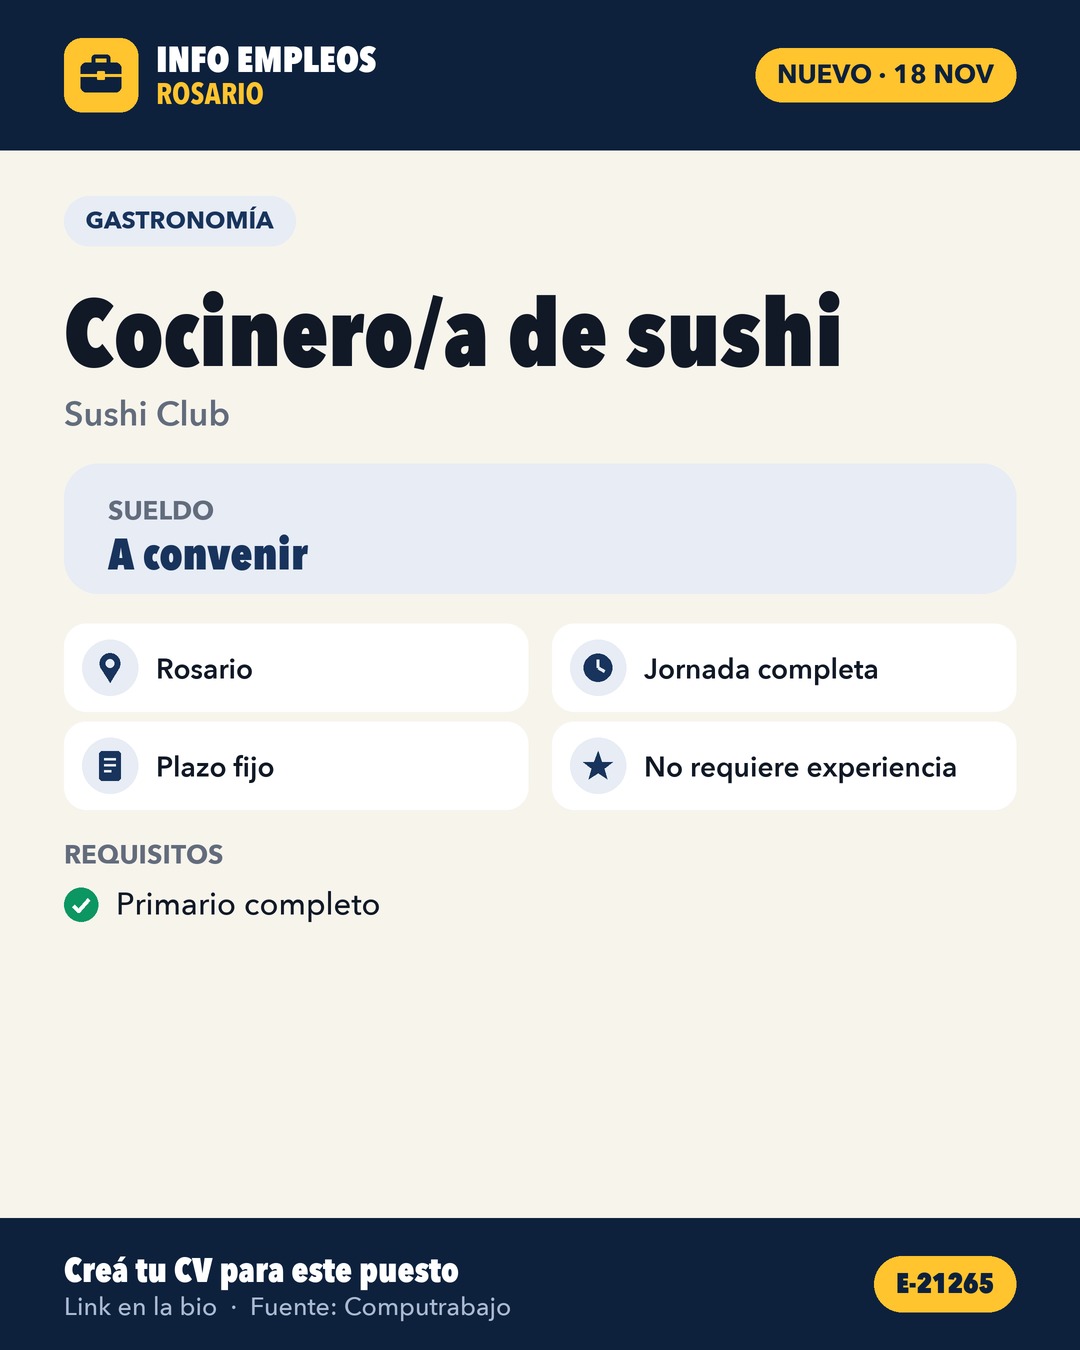 INFO EMPLEOS
ROSARIO
NUEVO · 18 NOV
GASTRONOMÍA
Cocinero/a de sushi
Sushi Club
SUELDO
A convenir
Rosario
Jornada completa
Plazo fijo
No requiere experiencia
REQUISITOS
Primario completo
Creá tu CV para este puesto
Link en la bio · Fuente: Computrabajo
E-21265